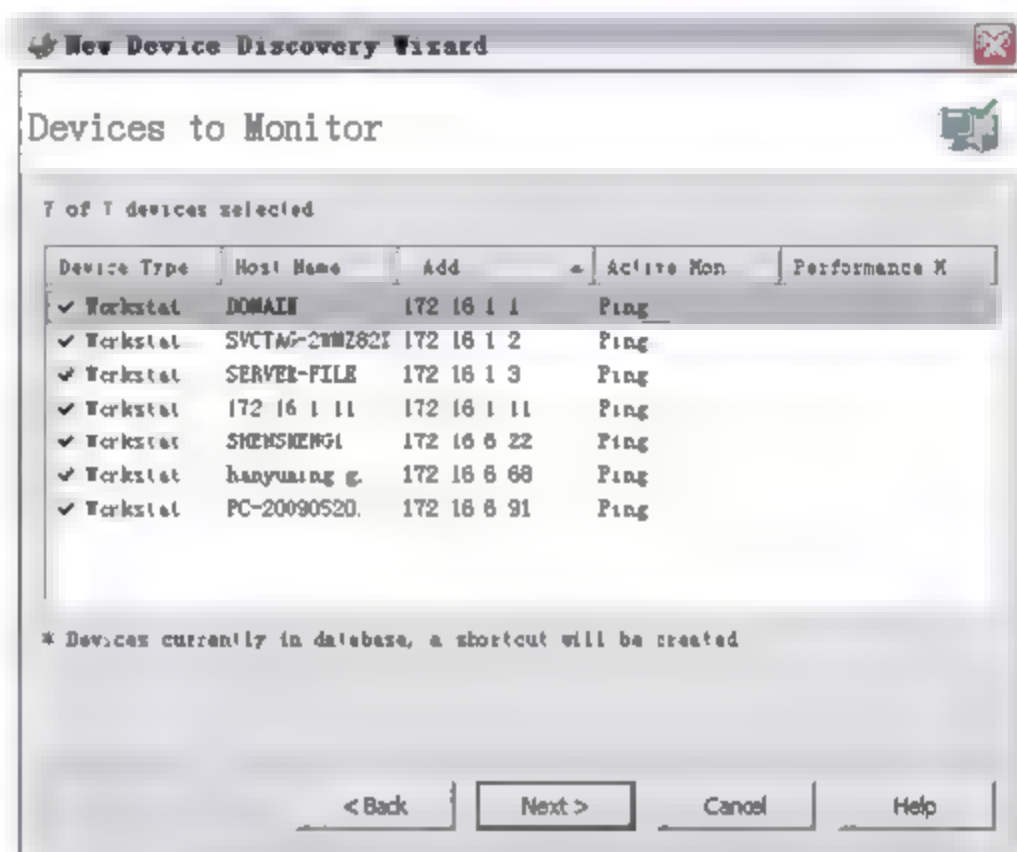 New Device Discovery Wizard
Devices to Monitor
7 of 7 devices selected
Device Type Host Name Add Active Mon Performance M
Workstat DOMAIN 172 16 1 1 Ping
Workstat 172 16 1 2 Ping
Workstat SERVER-FILE 172 16 1 3 Ping
Workstat 172 16 1 11 172 16 1 11 Ping
Workstat 172 16 6 22 Ping
Workstat 172 16 6 68 Ping
Workstat PC-20090520. 172 16 6 91 Ping
* Devices currently in database, a shortcut will be created
< Back Next > Cancel Help